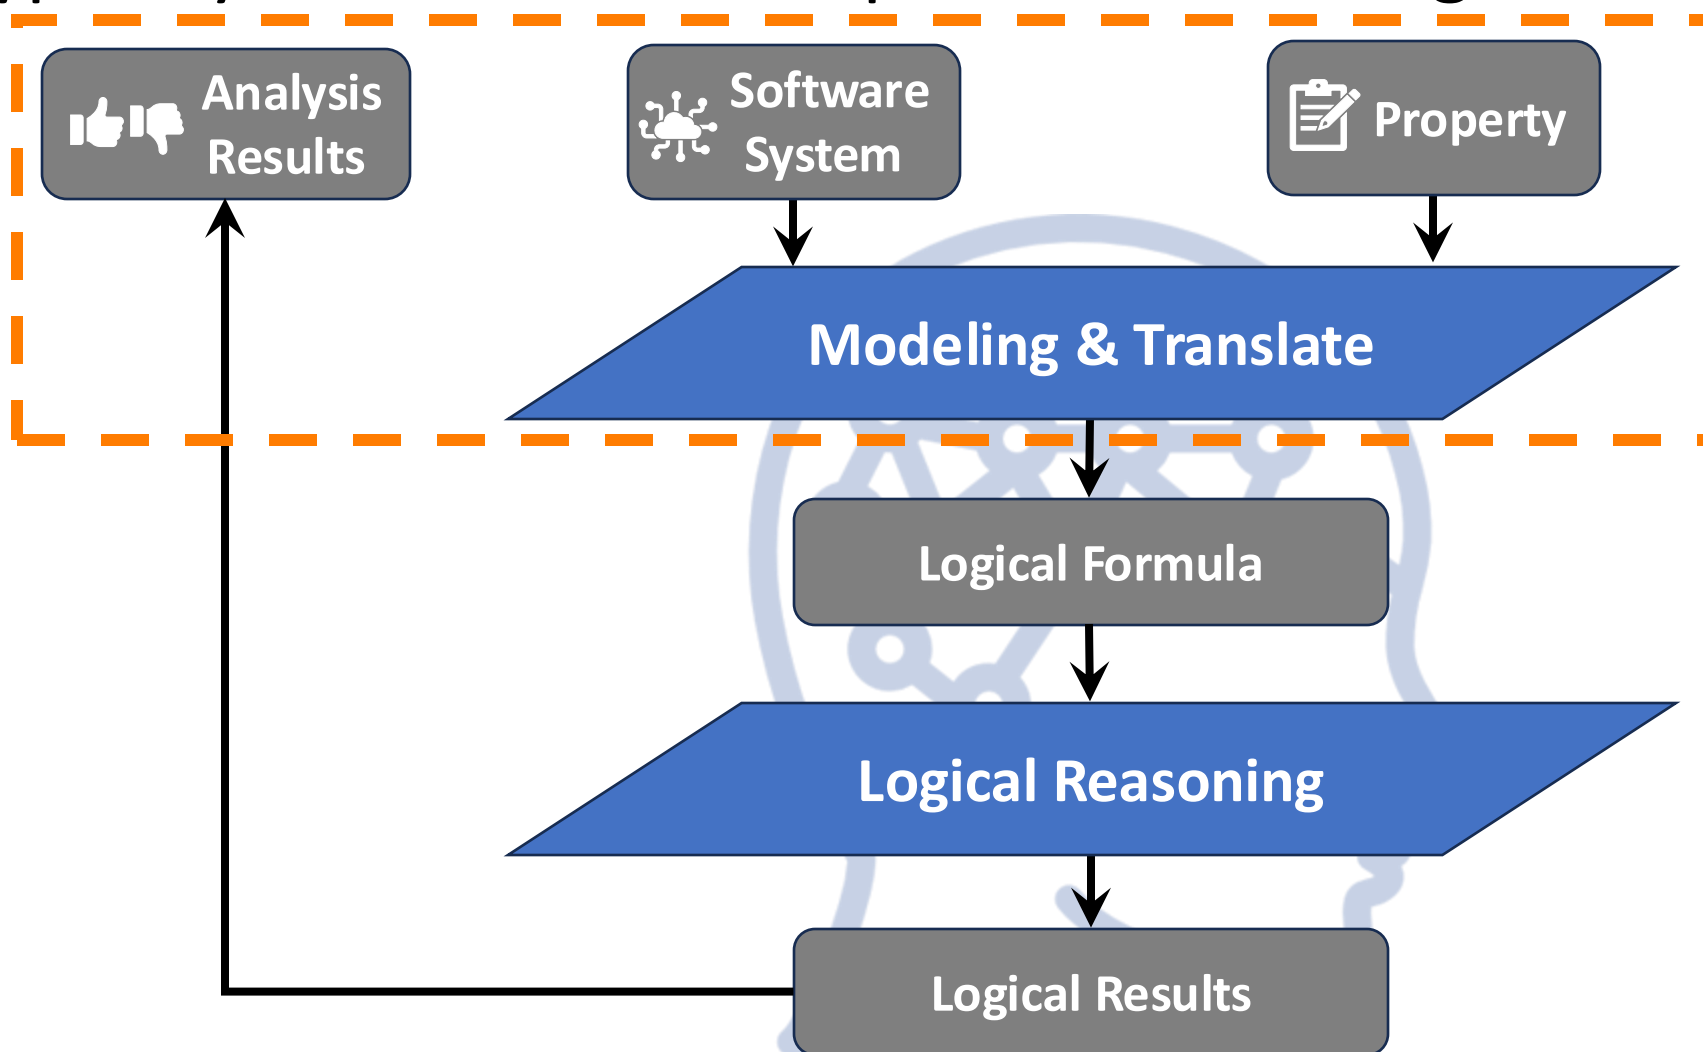 Analysis
Results
Software
System
Property
Modeling & Translate
Logical Formula
Logical Reasoning
Logical Results